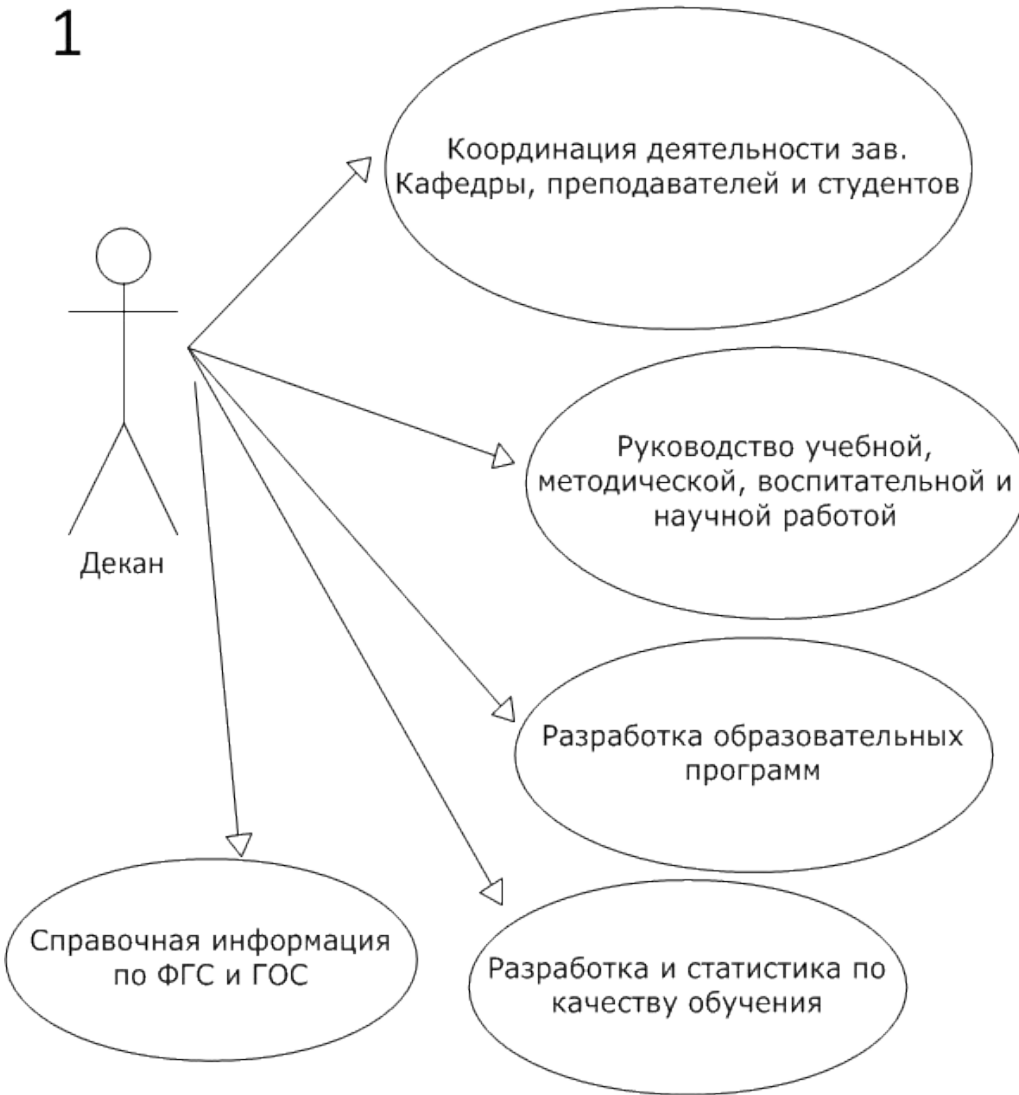 1
Координация деятельности зав.
Кафедры, преподавателей и студентов
Руководство учебной,
методической, воспитательной и
научной работой
Декан
Разработка образовательных
программ
Справочная информация
по ФГС и ГОС
Разработка и статистика по
качеству обучения